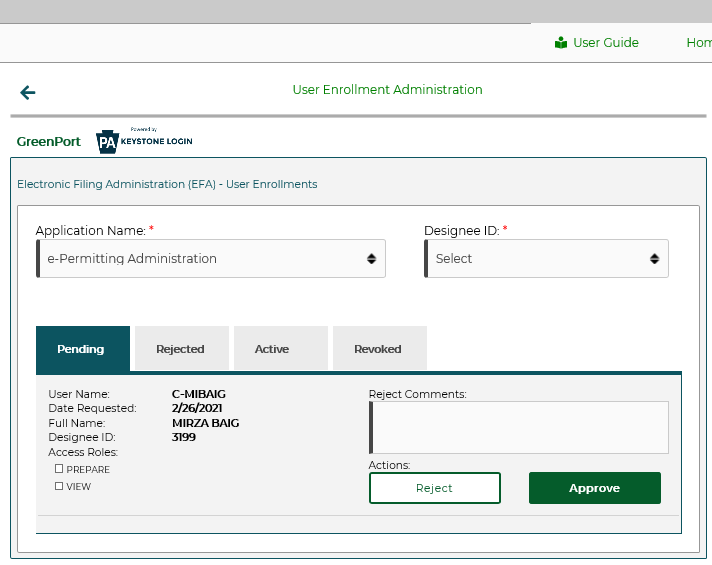 User Guide
Hom
User Enrollment Administration
GreenPort
Powered by
PA KEYSTONE LOGIN
Electronic Filing Administration (EFA) - User Enrollments
Application Name: *
Designee ID: *
e-Permitting Administration
Select
Pending
Rejected
Active
Revoked
User Name: C-MIBAIG
Date Requested: 2/26/2021
Full Name: MIRZA BAIG
Designee ID: 3199
Access Roles:
PREPARE
VIEW
Reject Comments:
Actions:
Reject
Approve